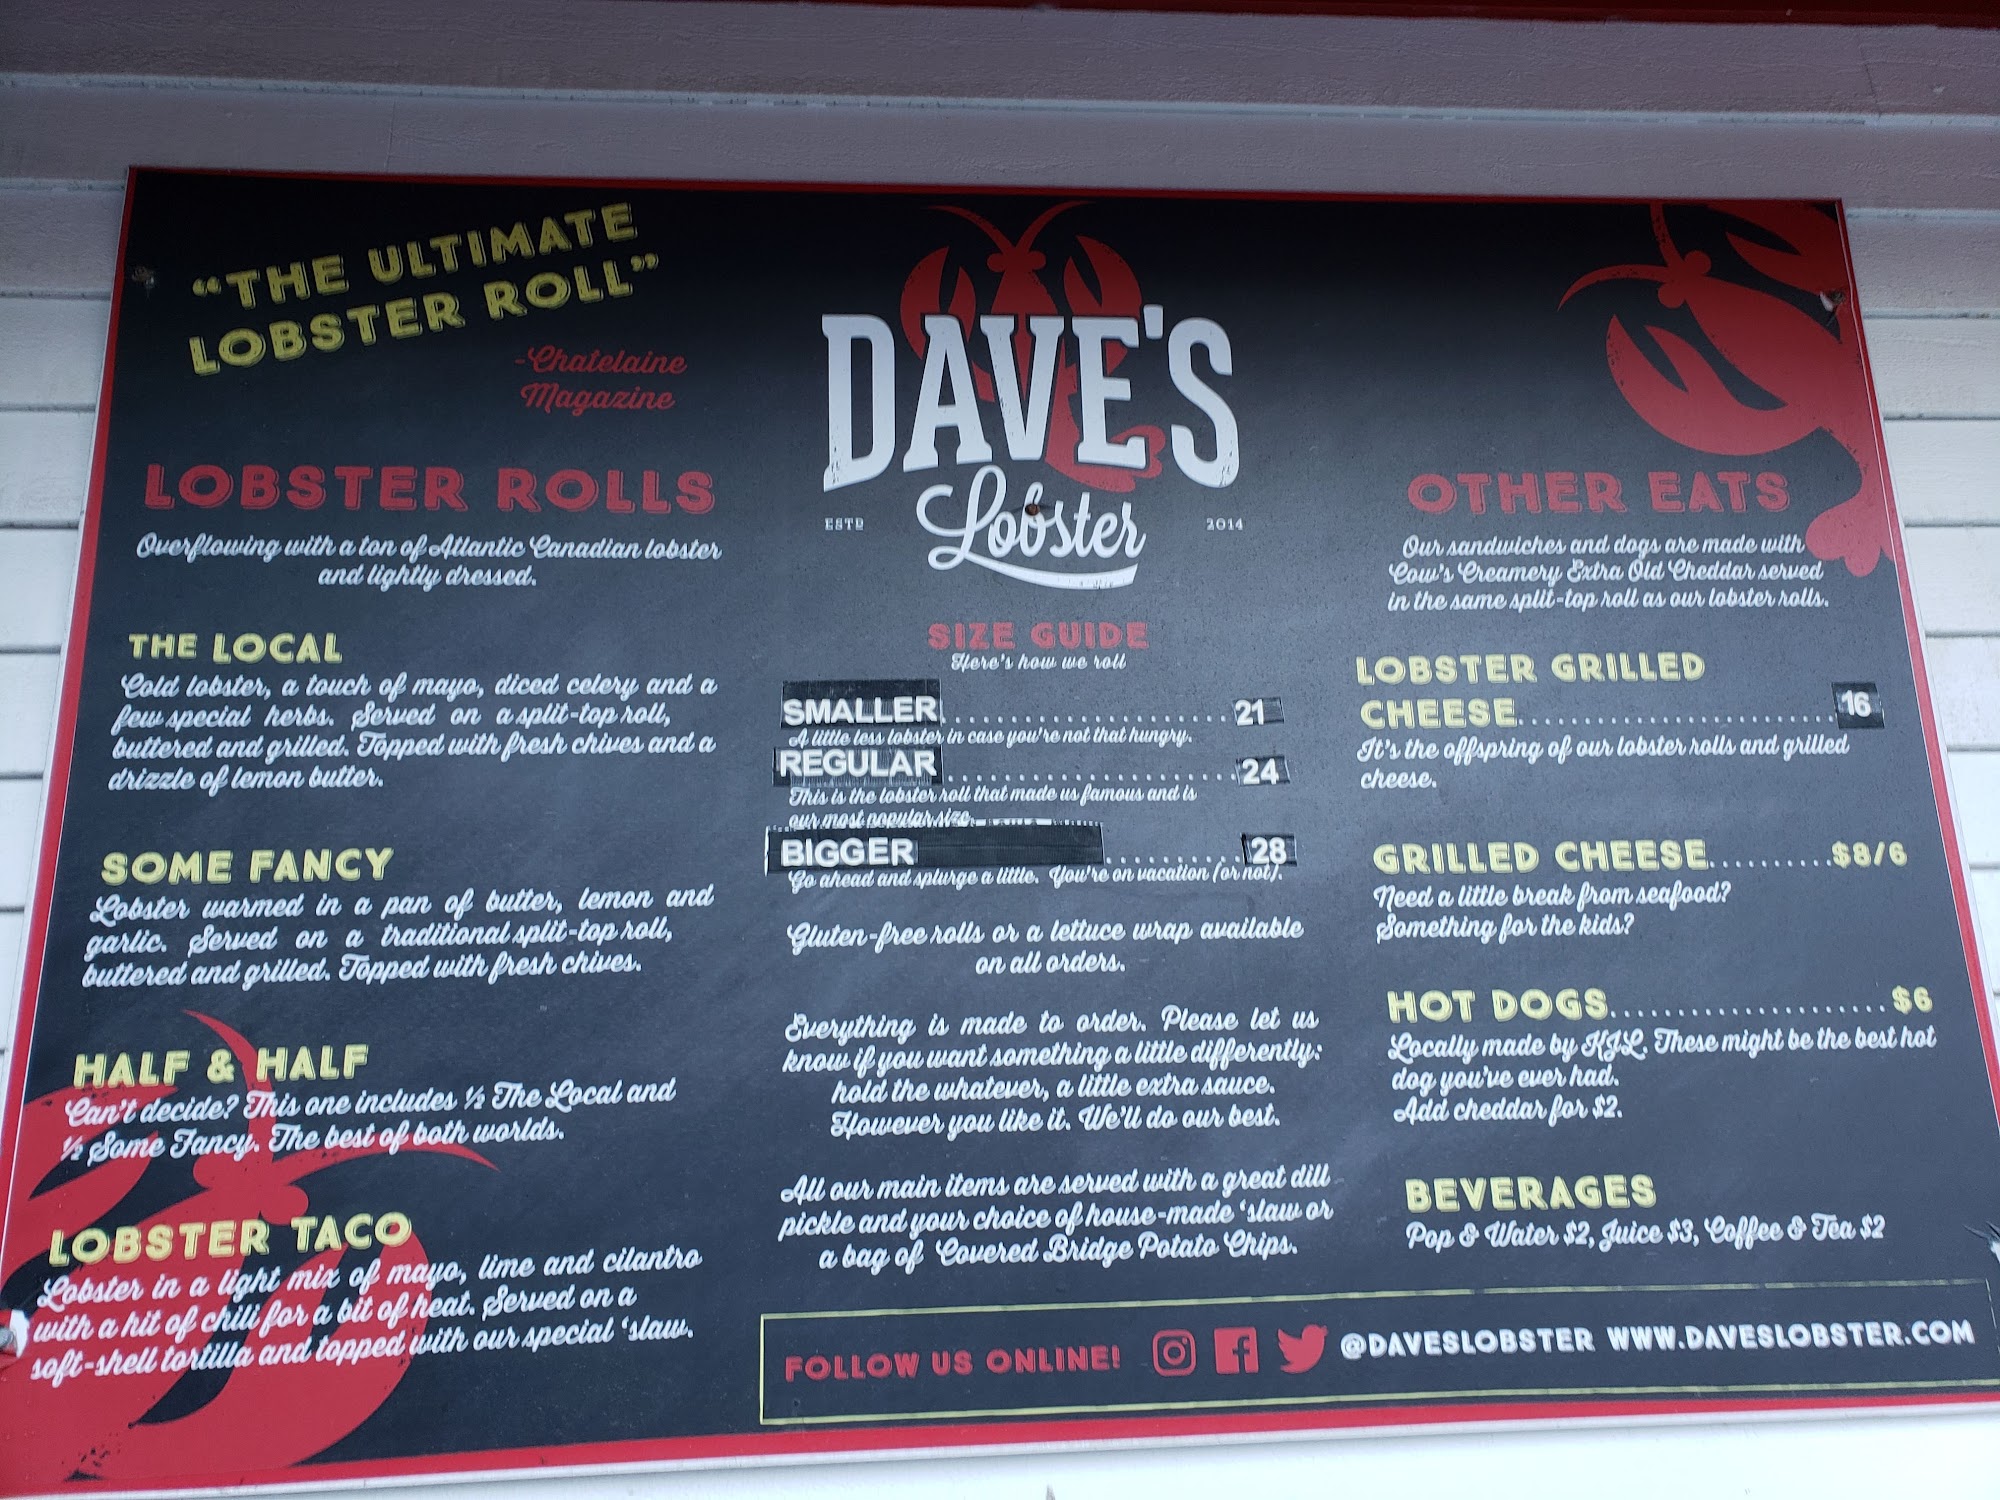 "THE ULTIMATE
LOBSTER ROLL"
-Chatelaine
Magazine
LOBSTER ROLLS
Overflowing with a ton of Atlantic Canadian lobster
and lightly dressed.
THE LOCAL
Cold lobster, a touch of mayo, diced celery and a
few special herbs. Served on a split-top roll,
buttered and grilled. Topped with fresh chives and a
drizzle of lemon butter.
SOME FANCY
Lobster warmed in a pan of butter, lemon and
garlic. Served on a traditional split-top roll,
buttered and grilled. Topped with fresh chives.
HALF & HALF
Can't decide? This one includes ½ The Local and
½ Some Fancy. The best of both worlds.
LOBSTER TACO
Lobster in a light mix of mayo, lime and cilantro
with a hit of chili for a bit of heat. Served on a
soft-shell tortilla and topped with our special 'slaw.
DAVE'S
Lobster
ESTD 2014
SIZE GUIDE
Here's how we roll
SMALLER..............................21
A little less lobster in case you're not that hungry.
REGULAR..............................24
This is the lobster roll that made us famous and is
our most popular size.
BIGGER..............28
Go ahead and splurge a little. You're on vacation (or not).
Gluten-free rolls or a lettuce wrap available
on all orders.
Everything is made to order. Please let us
know if you want something a little differently:
hold the whatever, a little extra sauce.
However you like it. We'll do our best.
All our main items are served with a great dill
pickle and your choice of house-made 'slaw or
a bag of Covered Bridge Potato Chips.
OTHER EATS
Our sandwiches and dogs are made with
Cow's Creamery Extra Old Cheddar served
in the same split-top roll as our lobster rolls.
LOBSTER GRILLED
CHEESE..............................16
It's the offspring of our lobster rolls and grilled
cheese.
GRILLED CHEESE..........$8/6
Need a little break from seafood?
Something for the kids?
HOT DOGS......................$6
Locally made by KJL. These might be the best hot
dog you've ever had.
Add cheddar for $2.
BEVERAGES
Pop & Water $2, Juice $3, Coffee & Tea $2
FOLLOW US ONLINE! @DAVESLOBSTER WWW.DAVESLOBSTER.COM